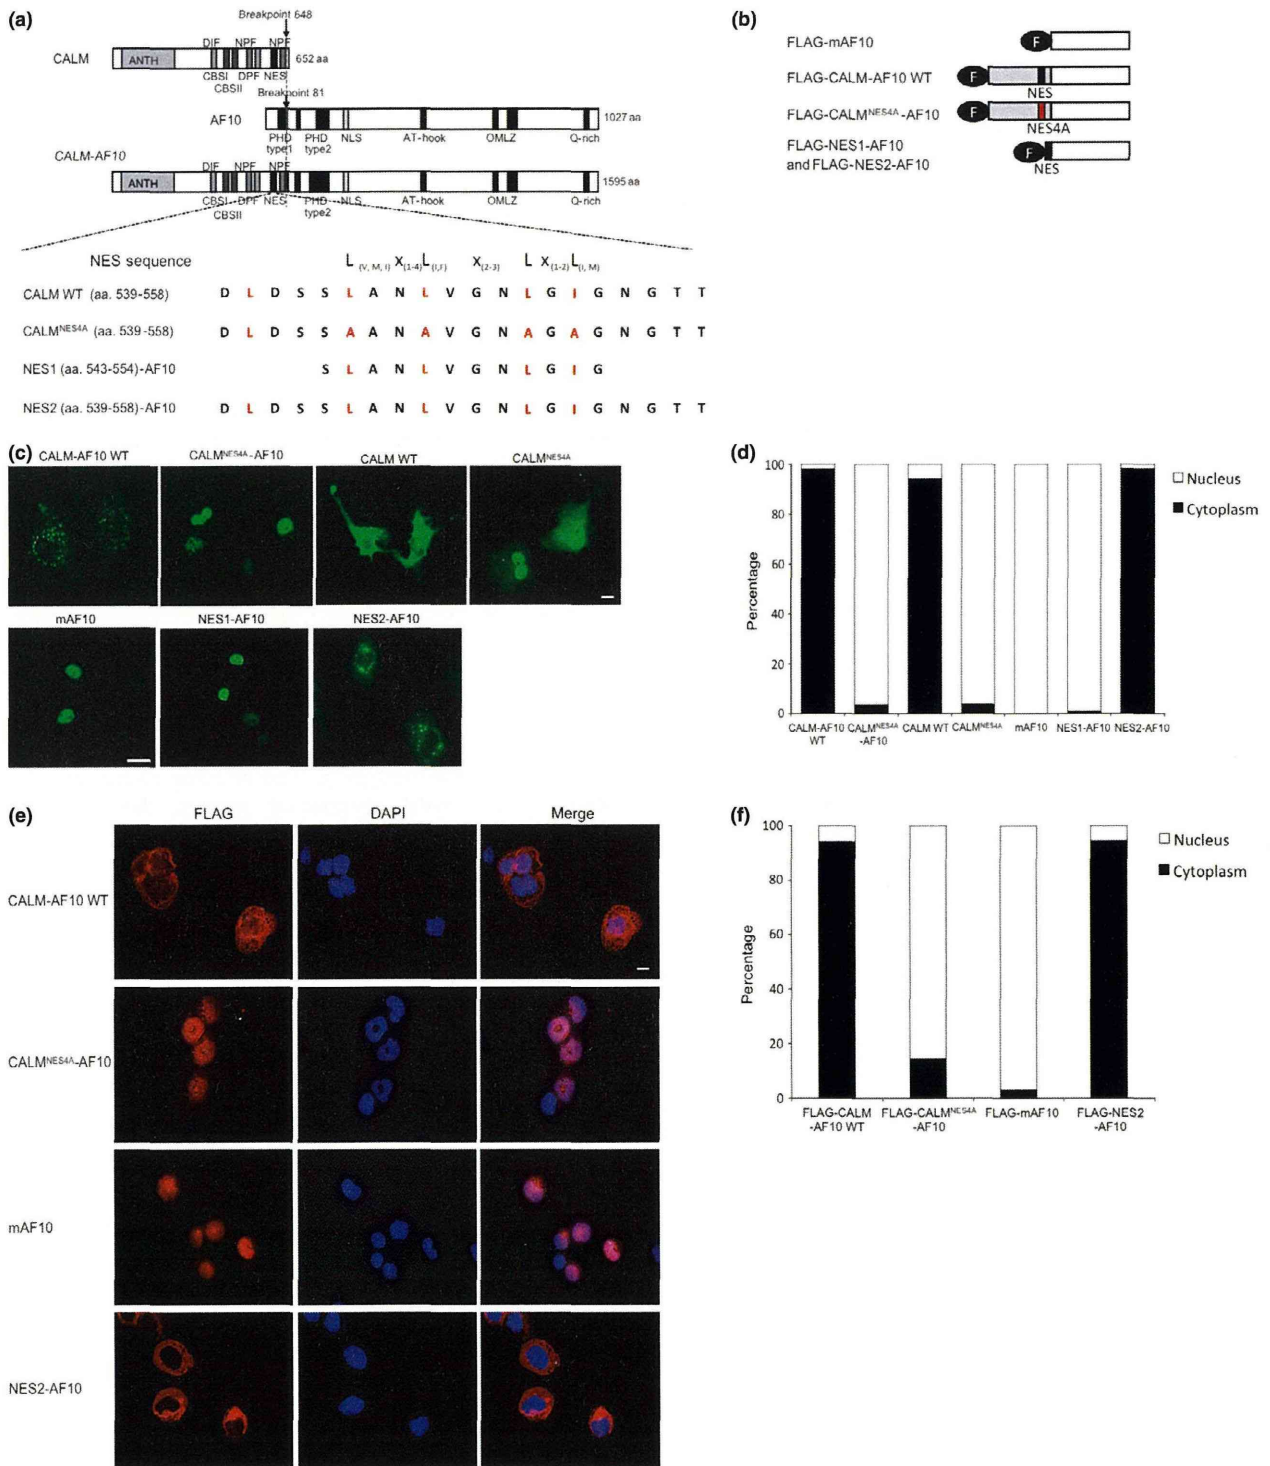 (a)
Breakpoint 648
DIF NPF NPF
CALM ANTH 652 aa
CBSI DPF NES
CBSII
Breakpoint 81
AF10 1027 aa
PHD PHD NLS AT-hook OMLZ Q-rich
type1 type2
CALM-AF10
DIF NPF NPF
ANTH 1595 aa
CBSI DPF NES PHD NLS AT-hook OMLZ Q-rich
CBSII type2
NES sequence L (V, M, I) X(1-4) L X(2-3) L X(1-2) L(I, M)
CALM WT (aa. 539-558) D L D S S L A N L V G N L G I G N G T T
CALM^NES4A (aa. 539-558) D L D S S A A N A V G N A G A G N G T T
NES1 (aa. 543-554)-AF10 S L A N L V G N L G I G
NES2 (aa. 539-558)-AF10 D L D S S L A N L V G N L G I G N G T T
(b)
FLAG-mAF10 F
FLAG-CALM-AF10 WT F
NES
FLAG-CALM^NES4A-AF10 F
NES4A
FLAG-NES1-AF10
and FLAG-NES2-AF10 F
NES
(c)
CALM-AF10 WT CALM^NES4A-AF10 CALM WT CALM^NES4A
mAF10 NES1-AF10 NES2-AF10
(d)
100
80
60
40
20
0
Percentage
Nucleus
Cytoplasm
CALM-AF10 CALM^NES4A CALM WT CALM^NES4A mAF10 NES1-AF10 NES2-AF10
WT -AF10
(e)
FLAG DAPI Merge
CALM-AF10 WT
CALM^NES4A-AF10
mAF10
NES2-AF10
(f)
100
80
60
40
20
0
Percentage
Nucleus
Cytoplasm
FLAG-CALM FLAG-CALM^NES4A FLAG-mAF10 FLAG-NES2
-AF10 WT -AF10 -AF10